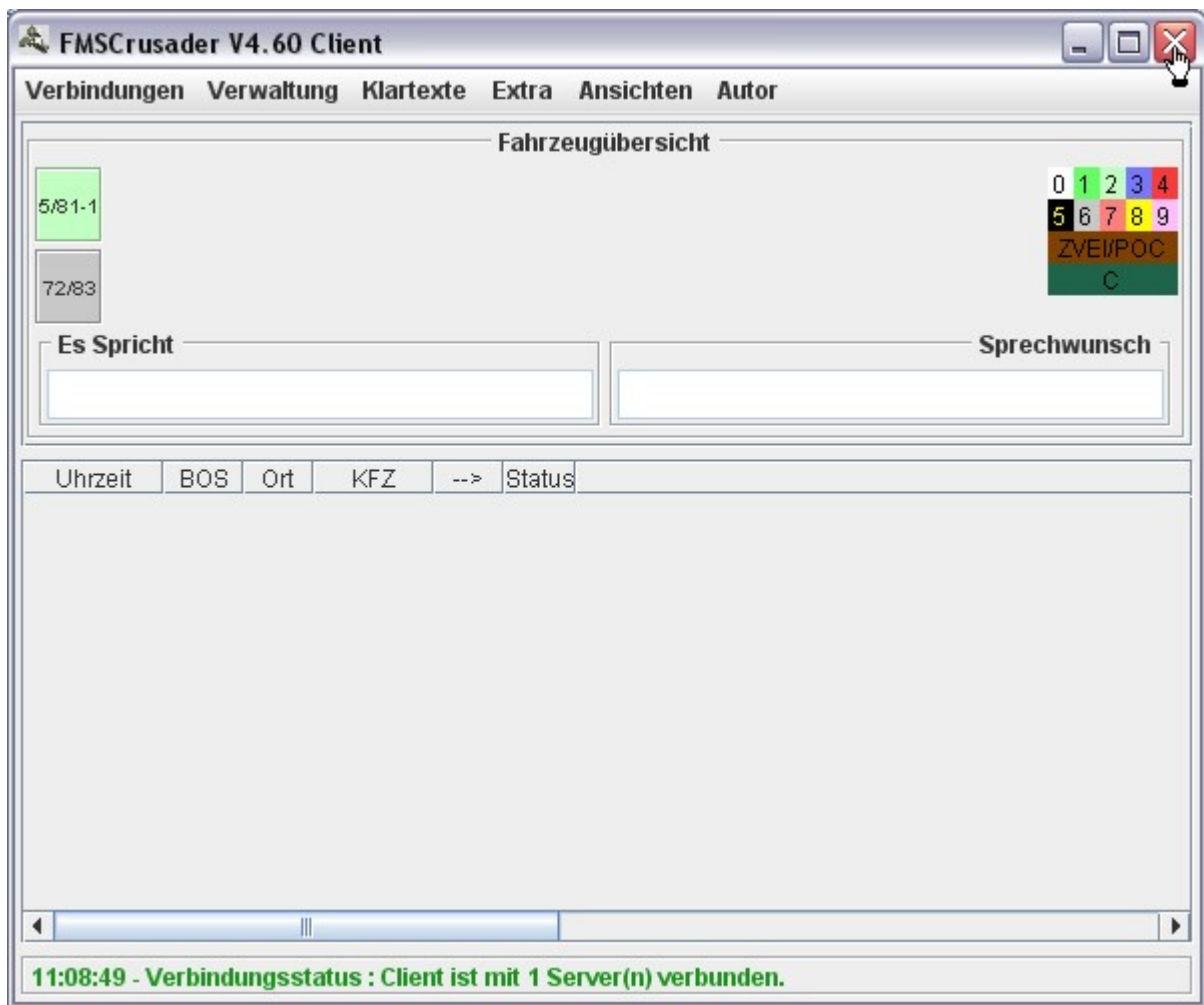 FMSCrusader V4.60 Client
Verbindungen Verwaltung Klartexte Extra Ansichten Autor
Fahrzeugübersicht
5/81-1
0 1 2 3 4
5 6 7 8 9
ZVEI/POC
C
72/83
Es Spricht
Sprechwunsch
Uhrzeit BOS Ort KFZ --> Status
11:08:49 - Verbindungsstatus : Client ist mit 1 Server(n) verbunden.